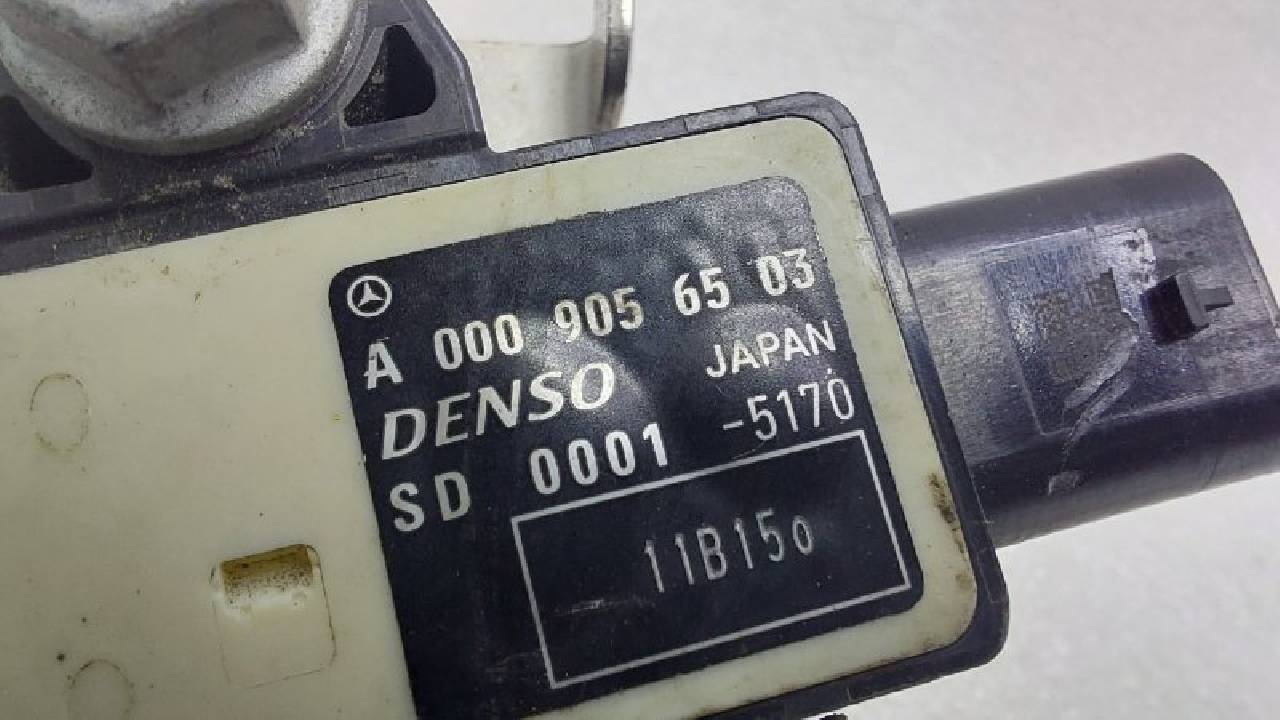 A 000 905 65 03
DENSO JAPAN
SD 0001 -5170
11B15o